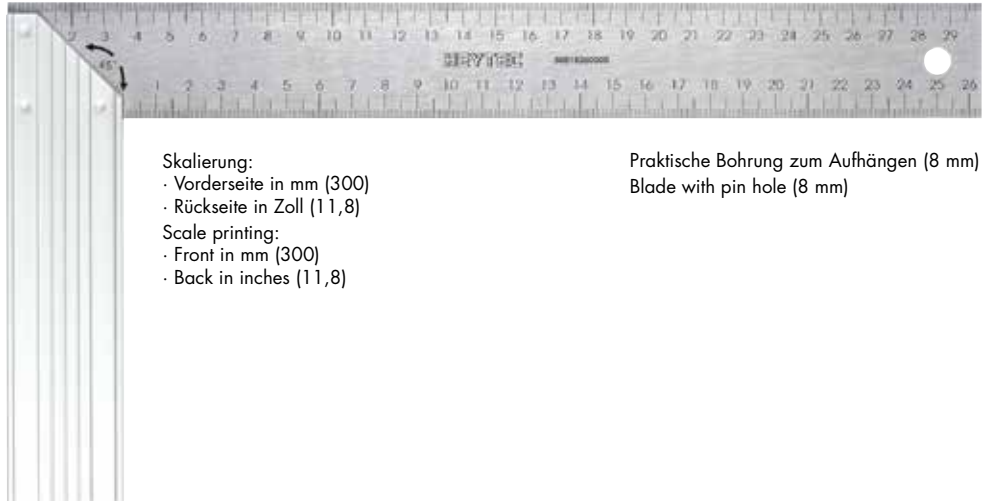 2 3 4 5 6 7 8 9 10 11 12 13 14 15 16 17 18 19 20 21 22 23 24 25 26 27 28 29
45°
HEYTEC
1 2 3 4 5 6 7 8 9 10 11 12 13 14 15 16 17 18 19 20 21 22 23 24 25 26
Skalierung:
· Vorderseite in mm (300)
· Rückseite in Zoll (11,8)
Scale printing:
· Front in mm (300)
· Back in inches (11,8)
Praktische Bohrung zum Aufhängen (8 mm)
Blade with pin hole (8 mm)